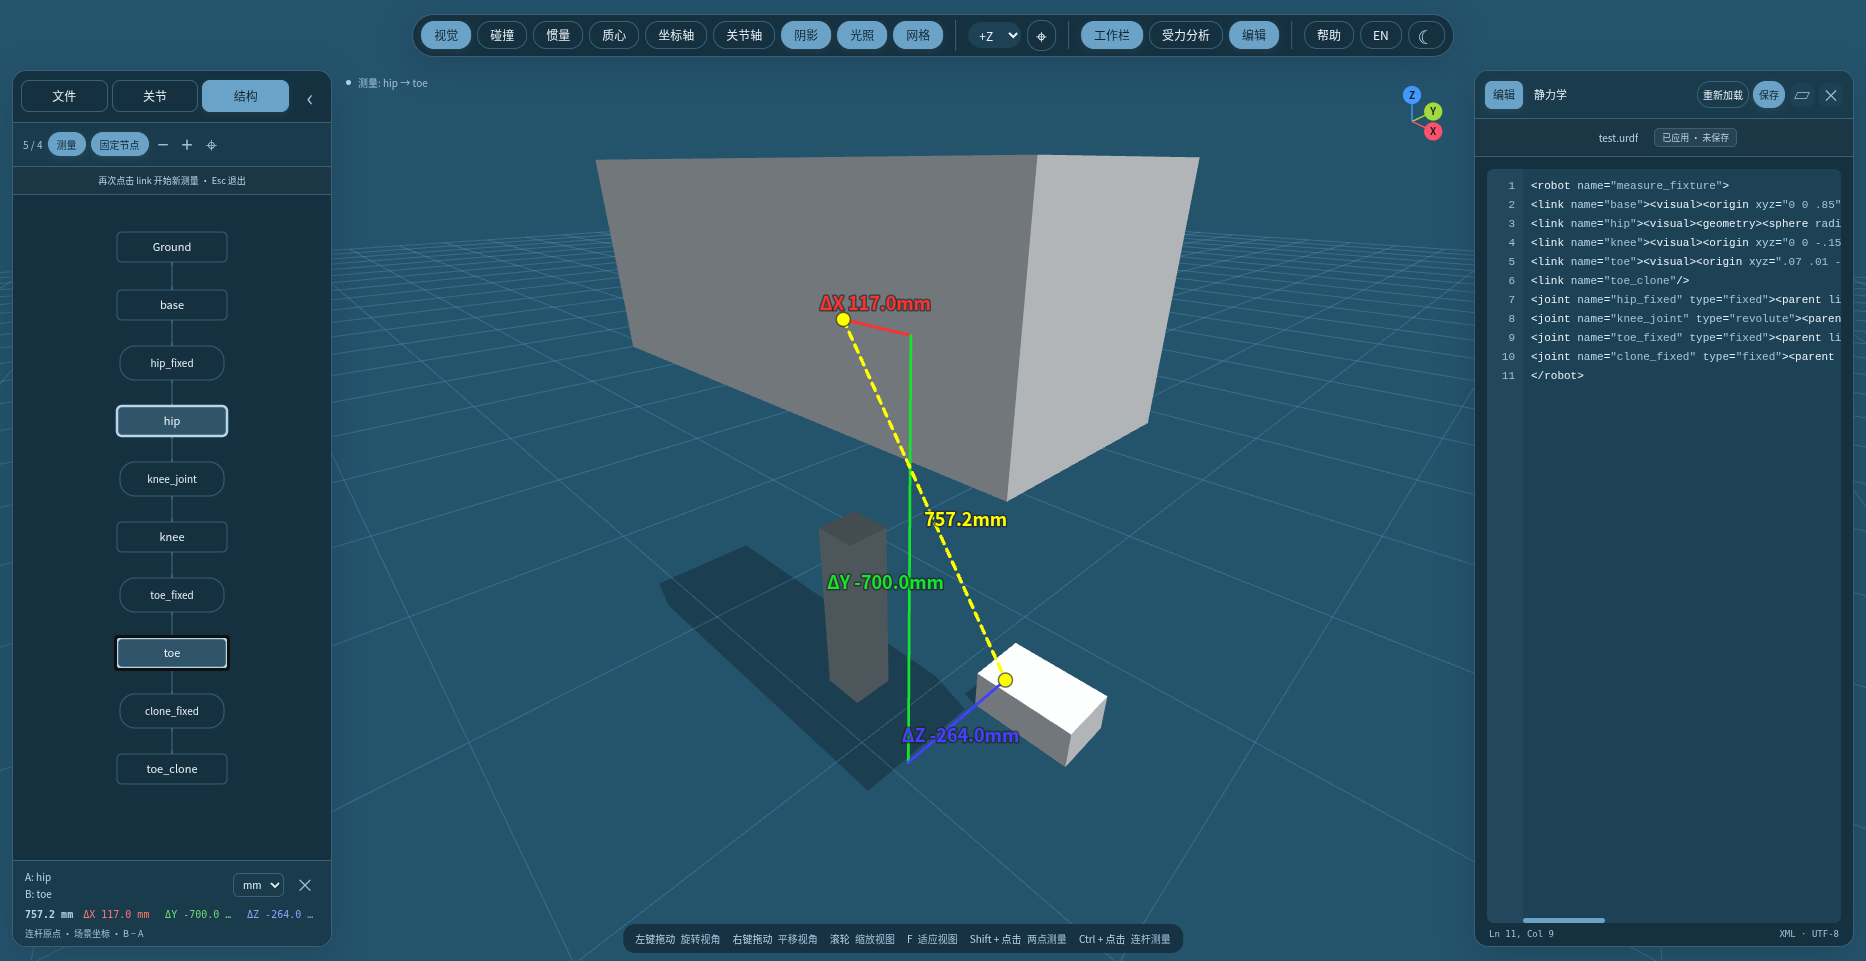 视觉 碰撞 惯量 质心 坐标轴 关节轴 阴影 光照 网格 +Z 工作栏 受力分析 编辑 帮助 EN
文件 关节 结构
5 / 4 测量 固定节点
再次点击 link 开始新测量 • Esc 退出
Ground
base
hip_fixed
hip
knee_joint
knee
toe_fixed
toe
clone_fixed
toe_clone
A: hip
B: toe
mm
757.2 mm ΔX 117.0 mm ΔY -700.0 … ΔZ -264.0 …
连杆原点 • 场景坐标 • B − A
测量: hip → toe
Z
Y
X
ΔX 117.0mm
757.2mm
ΔY -700.0mm
ΔZ -264.0mm
左键拖动 旋转视角 右键拖动 平移视角 滚轮 缩放视图 F 适应视图 Shift + 点击 两点测量 Ctrl + 点击 连杆测量
编辑 静力学 重新加载 保存
test.urdf 已应用 • 未保存
1 <robot name="measure_fixture">
2 <link name="base"><visual><origin xyz="0 0 .85"
3 <link name="hip"><visual><geometry><sphere radi
4 <link name="knee"><visual><origin xyz="0 0 -.15
5 <link name="toe"><visual><origin xyz=".07 .01 -
6 <link name="toe_clone"/>
7 <joint name="hip_fixed" type="fixed"><parent li
8 <joint name="knee_joint" type="revolute"><paren
9 <joint name="toe_fixed" type="fixed"><parent li
10 <joint name="clone_fixed" type="fixed"><parent
11 </robot>
Ln 11, Col 9 XML · UTF-8